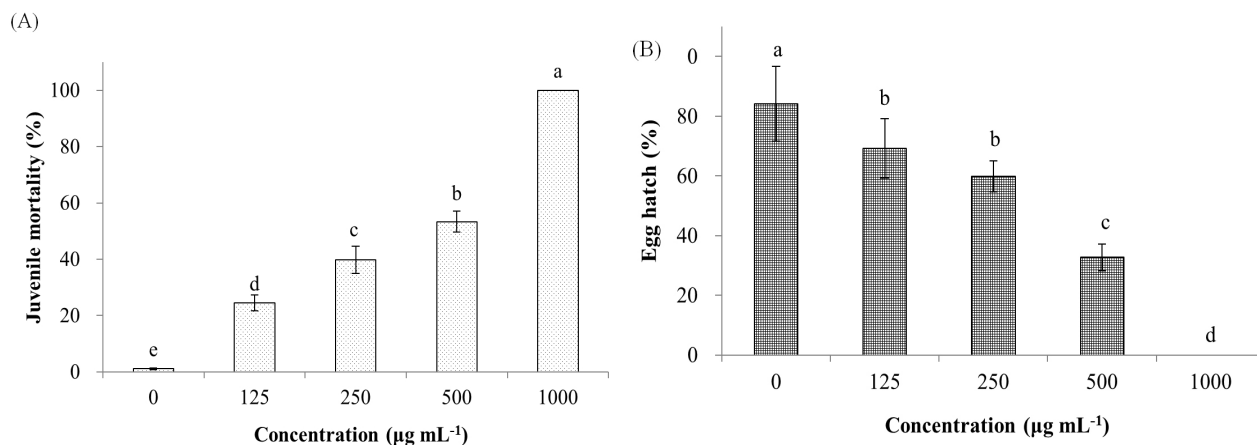 (A)
Juvenile mortality (%)
100
80
60
40
20
0
e
d
c
b
a
0 125 250 500 1000
Concentration (µg mL⁻¹)
(B)
Egg hatch (%)
0
0
80
60
40
20
0
a
b
b
c
d
0 125 250 500 1000
Concentration (µg mL⁻¹)